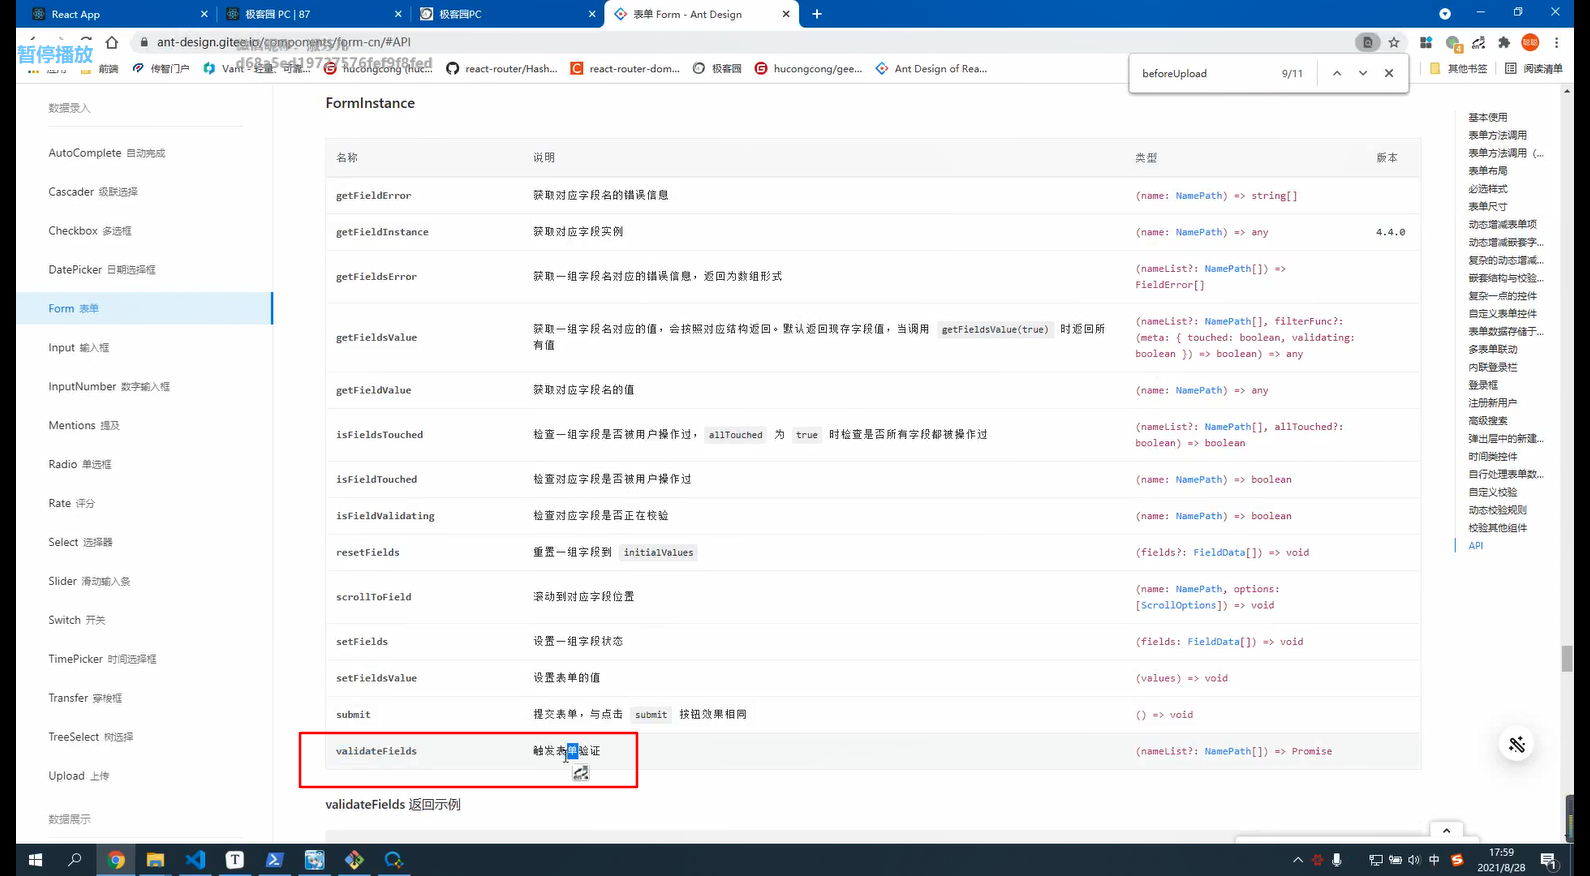 React App
极客园 PC | 87
极客园PC
表单 Form - Ant Design
ant-design.gitee.io/components/form-cn/#API
暂停播放
d68a5ed19727576fef9f8fed
应用
前端
传智门户
Vant - 轻量、可靠...
hucongcong (huc...
react-router/Hash...
react-router-dom...
极客园
hucongcong/gee...
Ant Design of Rea...
其他书签
阅读清单
beforeUpload
9/11
数据录入
AutoComplete 自动完成
Cascader 级联选择
Checkbox 多选框
DatePicker 日期选择框
Form 表单
Input 输入框
InputNumber 数字输入框
Mentions 提及
Radio 单选框
Rate 评分
Select 选择器
Slider 滑动输入条
Switch 开关
TimePicker 时间选择框
Transfer 穿梭框
TreeSelect 树选择
Upload 上传
数据展示
FormInstance
名称 说明 类型 版本
getFieldError 获取对应字段名的错误信息 (name: NamePath) => string[]
getFieldInstance 获取对应字段实例 (name: NamePath) => any 4.4.0
getFieldsError 获取一组字段名对应的错误信息，返回为数组形式 (nameList?: NamePath[]) =>
FieldError[]
getFieldsValue 获取一组字段名对应的值，会按照对应结构返回。默认返回现存字段值，当调用 getFieldsValue(true) 时返回所
有值
(nameList?: NamePath[], filterFunc?:
(meta: { touched: boolean, validating:
boolean }) => boolean) => any
getFieldValue 获取对应字段名的值 (name: NamePath) => any
isFieldsTouched 检查一组字段是否被用户操作过，allTouched 为 true 时检查是否所有字段都被操作过 (nameList?: NamePath[], allTouched?:
boolean) => boolean
isFieldTouched 检查对应字段是否被用户操作过 (name: NamePath) => boolean
isFieldValidating 检查对应字段是否正在校验 (name: NamePath) => boolean
resetFields 重置一组字段到 initialValues (fields?: FieldData[]) => void
scrollToField 滚动到对应字段位置 (name: NamePath, options:
[ScrollOptions]) => void
setFields 设置一组字段状态 (fields: FieldData[]) => void
setFieldsValue 设置表单的值 (values) => void
submit 提交表单，与点击 submit 按钮效果相同 () => void
validateFields 触发表单验证 (nameList?: NamePath[]) => Promise
validateFields 返回示例
基本使用
表单方法调用
表单方法调用（...
表单布局
必选样式
表单尺寸
动态增减表单项
动态增减嵌套字...
复杂的动态增减...
嵌套结构与校验...
复杂一点的控件
自定义表单控件
表单数据存储于...
多表单联动
内联登录栏
登录框
注册新用户
高级搜索
弹出层中的新建...
时间类控件
自行处理表单数...
自定义校验
动态校验规则
校验其他组件
API
中
17:59
2021/8/28